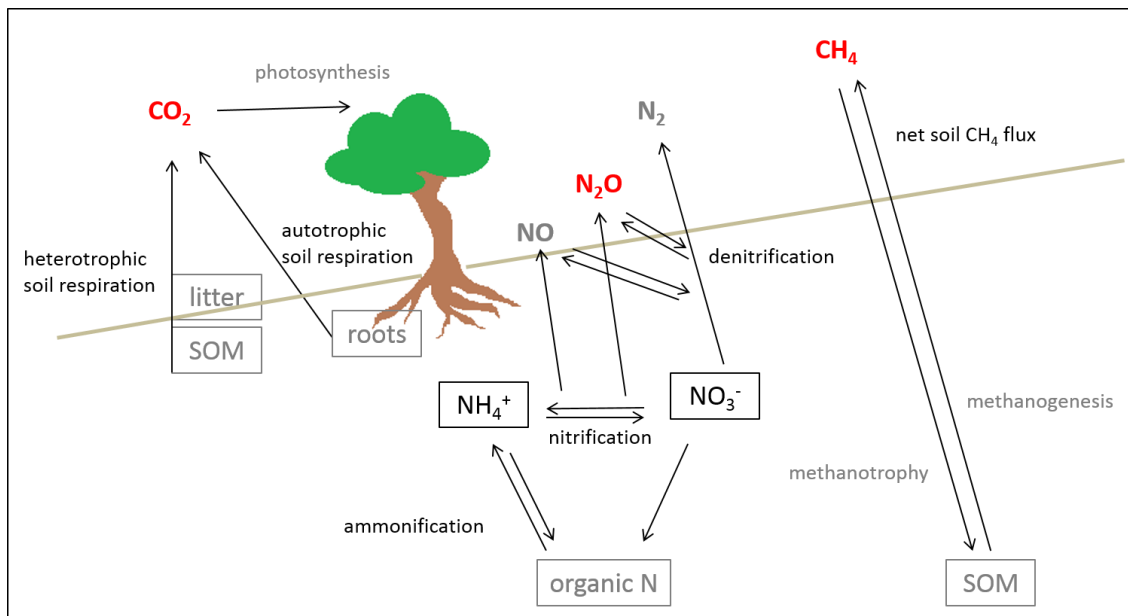 CH₄
photosynthesis
CO₂
N₂
net soil CH₄ flux
N₂O
autotrophic
soil respiration
NO
denitrification
heterotrophic
soil respiration
litter
roots
SOM
NH₄⁺
NO₃⁻
methanogenesis
nitrification
methanotrophy
ammonification
organic N
SOM